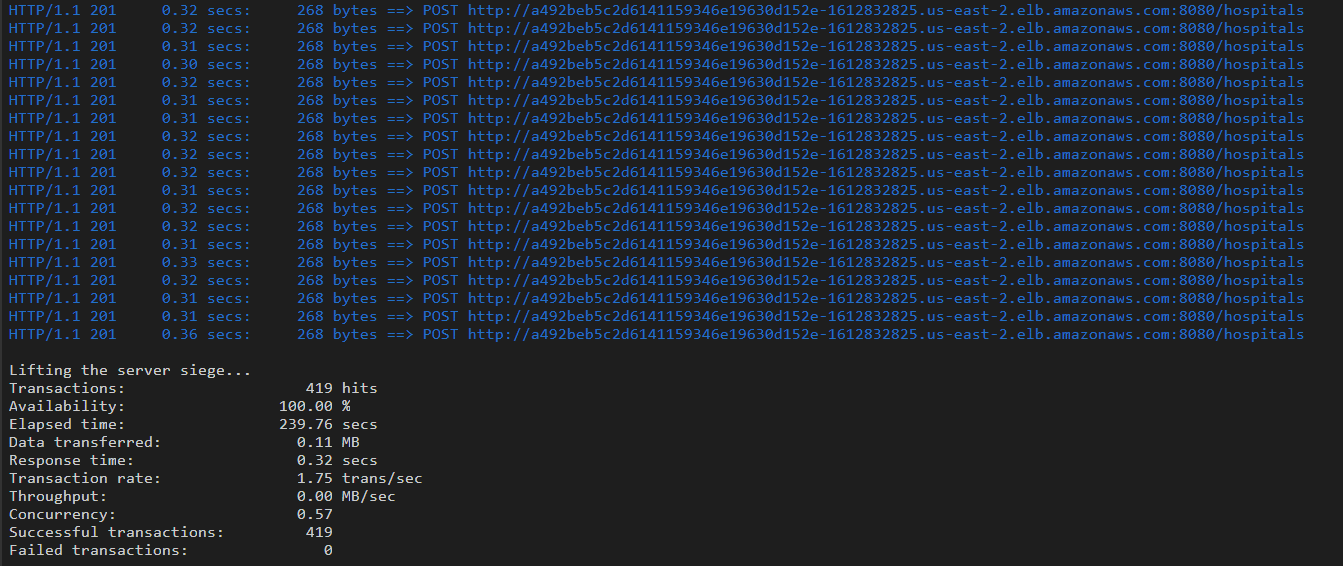 HTTP/1.1 201     0.32 secs:     268 bytes ==> POST http://a492beb5c2d6141159346e19630d152e-1612832825.us-east-2.elb.amazonaws.com:8080/hospitals
HTTP/1.1 201     0.32 secs:     268 bytes ==> POST http://a492beb5c2d6141159346e19630d152e-1612832825.us-east-2.elb.amazonaws.com:8080/hospitals
HTTP/1.1 201     0.31 secs:     268 bytes ==> POST http://a492beb5c2d6141159346e19630d152e-1612832825.us-east-2.elb.amazonaws.com:8080/hospitals
HTTP/1.1 201     0.30 secs:     268 bytes ==> POST http://a492beb5c2d6141159346e19630d152e-1612832825.us-east-2.elb.amazonaws.com:8080/hospitals
HTTP/1.1 201     0.32 secs:     268 bytes ==> POST http://a492beb5c2d6141159346e19630d152e-1612832825.us-east-2.elb.amazonaws.com:8080/hospitals
HTTP/1.1 201     0.31 secs:     268 bytes ==> POST http://a492beb5c2d6141159346e19630d152e-1612832825.us-east-2.elb.amazonaws.com:8080/hospitals
HTTP/1.1 201     0.31 secs:     268 bytes ==> POST http://a492beb5c2d6141159346e19630d152e-1612832825.us-east-2.elb.amazonaws.com:8080/hospitals
HTTP/1.1 201     0.32 secs:     268 bytes ==> POST http://a492beb5c2d6141159346e19630d152e-1612832825.us-east-2.elb.amazonaws.com:8080/hospitals
HTTP/1.1 201     0.32 secs:     268 bytes ==> POST http://a492beb5c2d6141159346e19630d152e-1612832825.us-east-2.elb.amazonaws.com:8080/hospitals
HTTP/1.1 201     0.32 secs:     268 bytes ==> POST http://a492beb5c2d6141159346e19630d152e-1612832825.us-east-2.elb.amazonaws.com:8080/hospitals
HTTP/1.1 201     0.31 secs:     268 bytes ==> POST http://a492beb5c2d6141159346e19630d152e-1612832825.us-east-2.elb.amazonaws.com:8080/hospitals
HTTP/1.1 201     0.32 secs:     268 bytes ==> POST http://a492beb5c2d6141159346e19630d152e-1612832825.us-east-2.elb.amazonaws.com:8080/hospitals
HTTP/1.1 201     0.32 secs:     268 bytes ==> POST http://a492beb5c2d6141159346e19630d152e-1612832825.us-east-2.elb.amazonaws.com:8080/hospitals
HTTP/1.1 201     0.31 secs:     268 bytes ==> POST http://a492beb5c2d6141159346e19630d152e-1612832825.us-east-2.elb.amazonaws.com:8080/hospitals
HTTP/1.1 201     0.33 secs:     268 bytes ==> POST http://a492beb5c2d6141159346e19630d152e-1612832825.us-east-2.elb.amazonaws.com:8080/hospitals
HTTP/1.1 201     0.32 secs:     268 bytes ==> POST http://a492beb5c2d6141159346e19630d152e-1612832825.us-east-2.elb.amazonaws.com:8080/hospitals
HTTP/1.1 201     0.31 secs:     268 bytes ==> POST http://a492beb5c2d6141159346e19630d152e-1612832825.us-east-2.elb.amazonaws.com:8080/hospitals
HTTP/1.1 201     0.31 secs:     268 bytes ==> POST http://a492beb5c2d6141159346e19630d152e-1612832825.us-east-2.elb.amazonaws.com:8080/hospitals
HTTP/1.1 201     0.36 secs:     268 bytes ==> POST http://a492beb5c2d6141159346e19630d152e-1612832825.us-east-2.elb.amazonaws.com:8080/hospitals

Lifting the server siege...
Transactions:                    419 hits
Availability:                 100.00 %
Elapsed time:                 239.76 secs
Data transferred:               0.11 MB
Response time:                  0.32 secs
Transaction rate:               1.75 trans/sec
Throughput:                     0.00 MB/sec
Concurrency:                    0.57
Successful transactions:         419
Failed transactions:               0